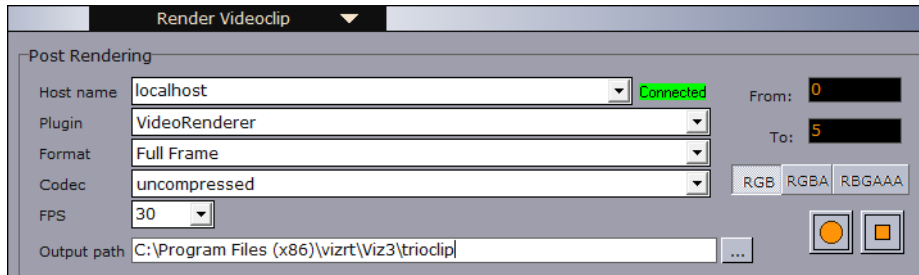 Render Videoclip
Post Rendering
Host name localhost Connected From: 0
Plugin VideoRenderer To: 5
Format Full Frame
Codec uncompressed RGB RGBA RBGAAA
FPS 30
Output path C:\Program Files (x86)\vizrt\Viz3\trioclip ...